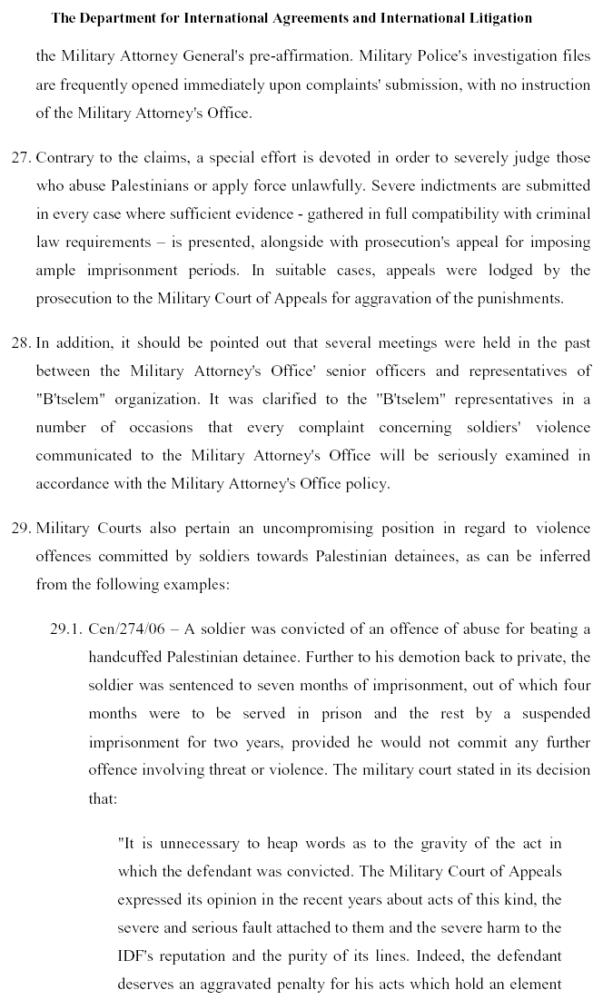 The Department for International Agreements and International Litigation
the Military Attorney General's pre-affirmation. Military Police's investigation files
are frequently opened immediately upon complaints' submission, with no instruction
of the Military Attorney's Office.
27. Contrary to the claims, a special effort is devoted in order to severely judge those
who abuse Palestinians or apply force unlawfully. Severe indictments are submitted
in every case where sufficient evidence - gathered in full compatibility with criminal
law requirements – is presented, alongside with prosecution's appeal for imposing
ample imprisonment periods. In suitable cases, appeals were lodged by the
prosecution to the Military Court of Appeals for aggravation of the punishments.
28. In addition, it should be pointed out that several meetings were held in the past
between the Military Attorney's Office' senior officers and representatives of
"B'tselem" organization. It was clarified to the "B'tselem" representatives in a
number of occasions that every complaint concerning soldiers' violence
communicated to the Military Attorney's Office will be seriously examined in
accordance with the Military Attorney's Office policy.
29. Military Courts also pertain an uncompromising position in regard to violence
offences committed by soldiers towards Palestinian detainees, as can be inferred
from the following examples:
29.1. Cen/274/06 – A soldier was convicted of an offence of abuse for beating a
handcuffed Palestinian detainee. Further to his demotion back to private, the
soldier was sentenced to seven months of imprisonment, out of which four
months were to be served in prison and the rest by a suspended
imprisonment for two years, provided he would not commit any further
offence involving threat or violence. The military court stated in its decision
that:
"It is unnecessary to heap words as to the gravity of the act in
which the defendant was convicted. The Military Court of Appeals
expressed its opinion in the recent years about acts of this kind, the
severe and serious fault attached to them and the severe harm to the
IDF's reputation and the purity of its lines. Indeed, the defendant
deserves an aggravated penalty for his acts which hold an element